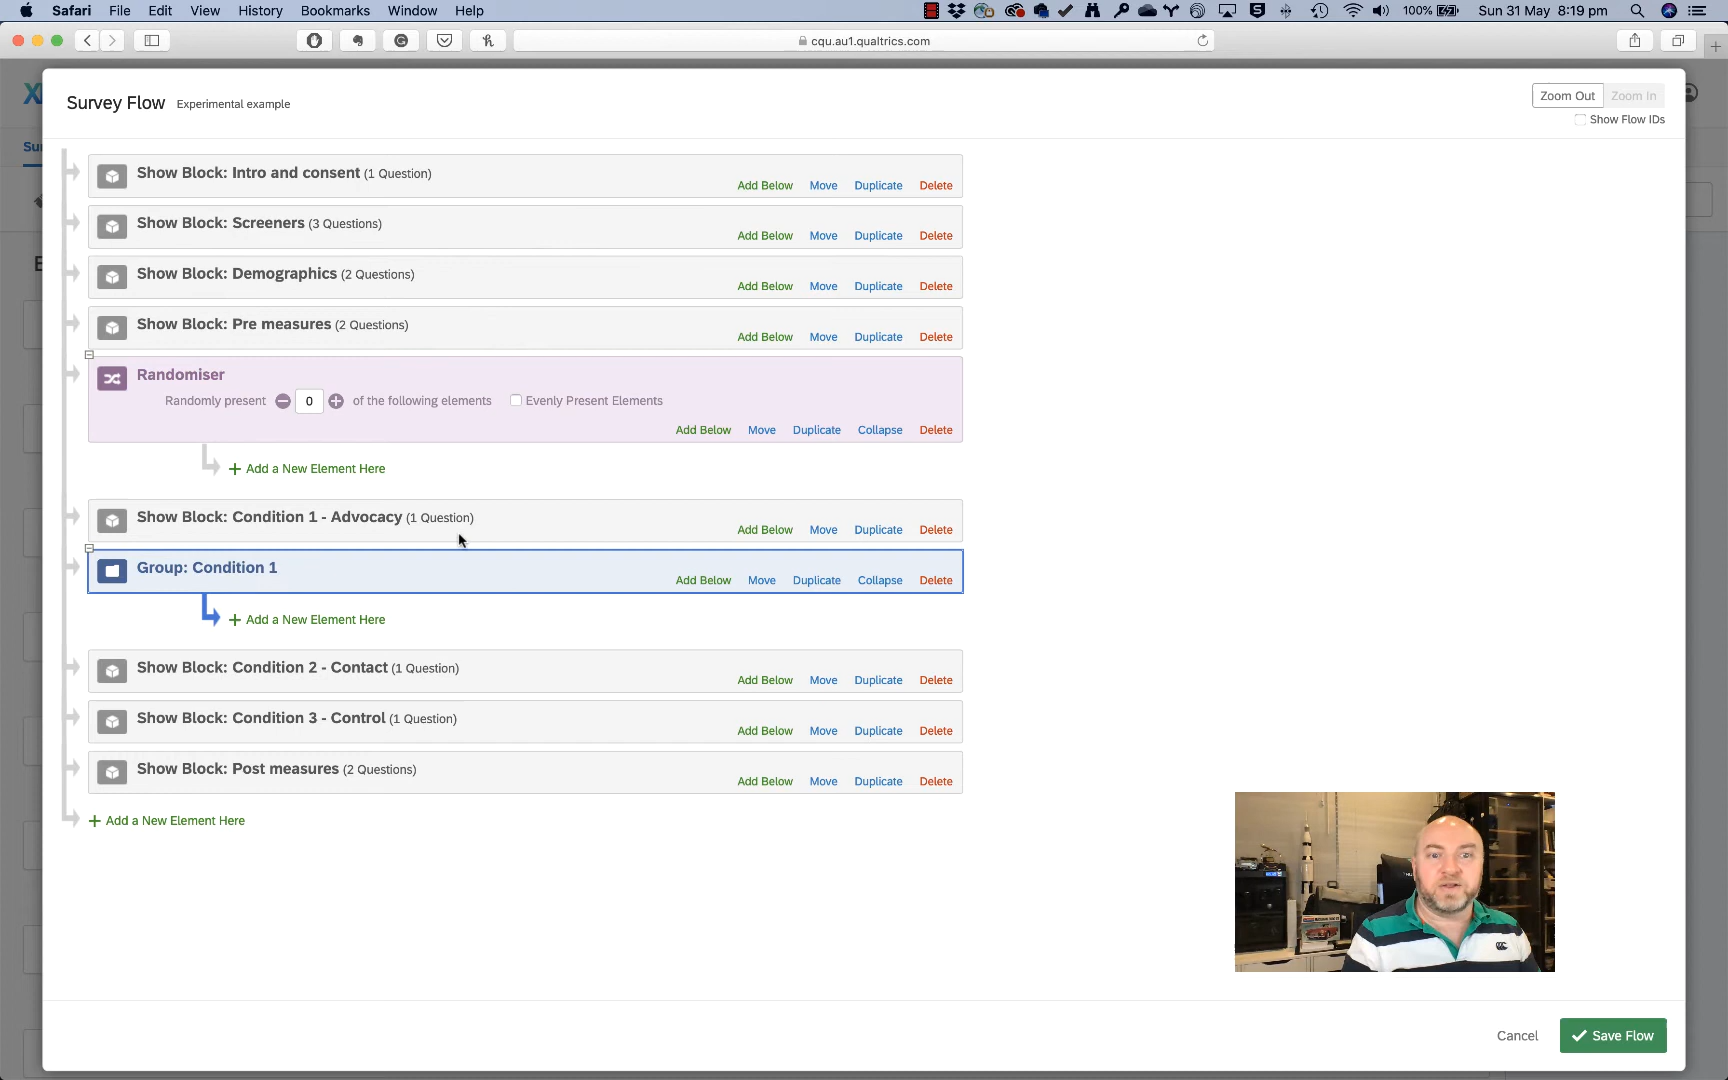 Safari File Edit View History Bookmarks Window Help 100% Sun 31 May 8:19 pm
cqu.au1.qualtrics.com
X
Su
Survey Flow Experimental example
Zoom Out Zoom In
Show Flow IDs
Show Block: Intro and consent (1 Question)
Add Below Move Duplicate Delete
Show Block: Screeners (3 Questions)
Add Below Move Duplicate Delete
Show Block: Demographics (2 Questions)
Add Below Move Duplicate Delete
Show Block: Pre measures (2 Questions)
Add Below Move Duplicate Delete
Randomiser
Randomly present 0 of the following elements Evenly Present Elements
Add Below Move Duplicate Collapse Delete
Add a New Element Here
Show Block: Condition 1 - Advocacy (1 Question)
Add Below Move Duplicate Delete
Group: Condition 1
Add Below Move Duplicate Collapse Delete
Add a New Element Here
Show Block: Condition 2 - Contact (1 Question)
Add Below Move Duplicate Delete
Show Block: Condition 3 - Control (1 Question)
Add Below Move Duplicate Delete
Show Block: Post measures (2 Questions)
Add Below Move Duplicate Delete
Add a New Element Here
Cancel Save Flow